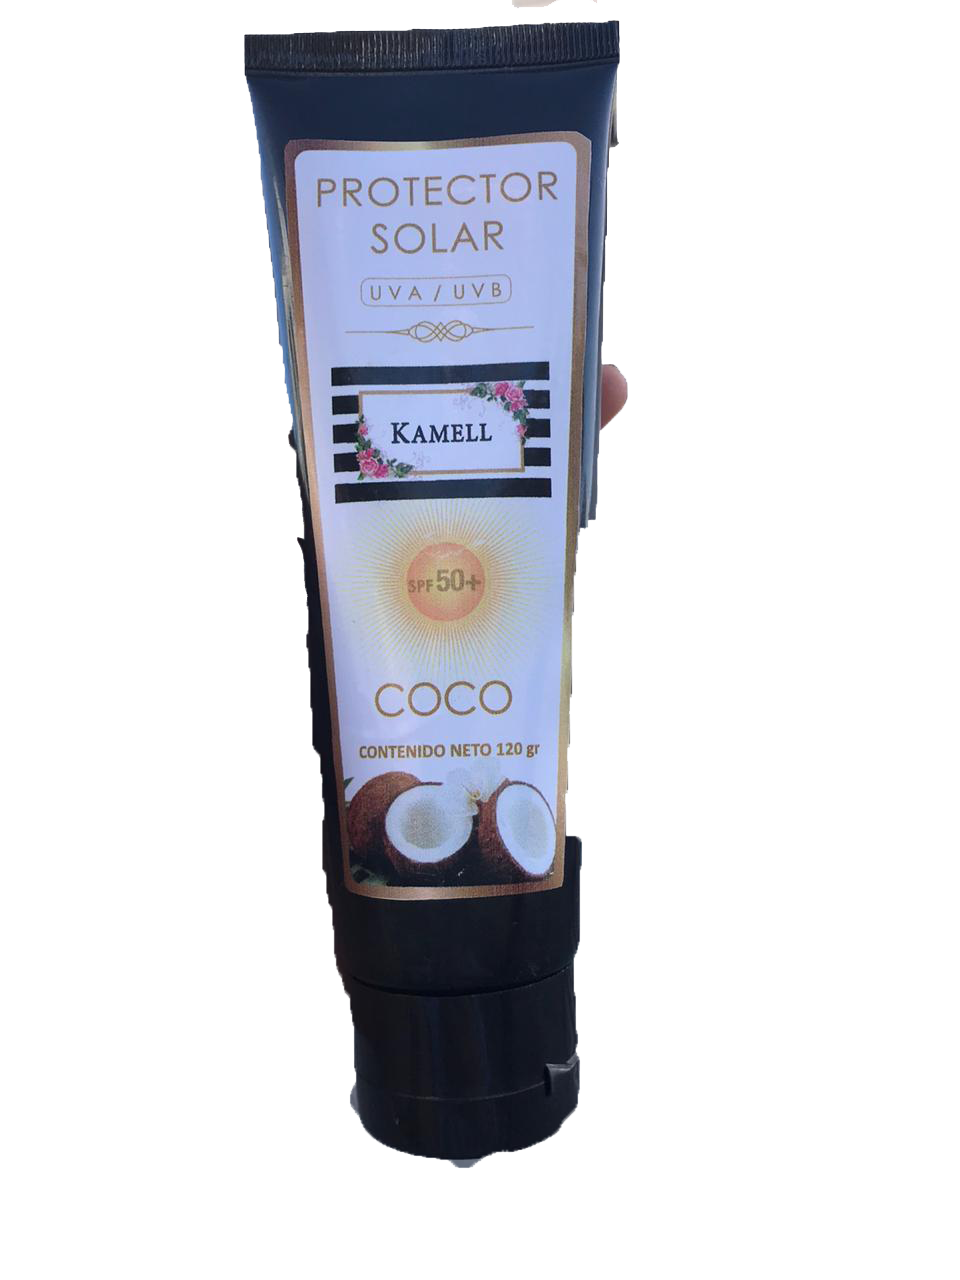 PROTECTOR
SOLAR
UVA / UVB
KAMELL
SPF 50+
COCO
CONTENIDO NETO 120 gr